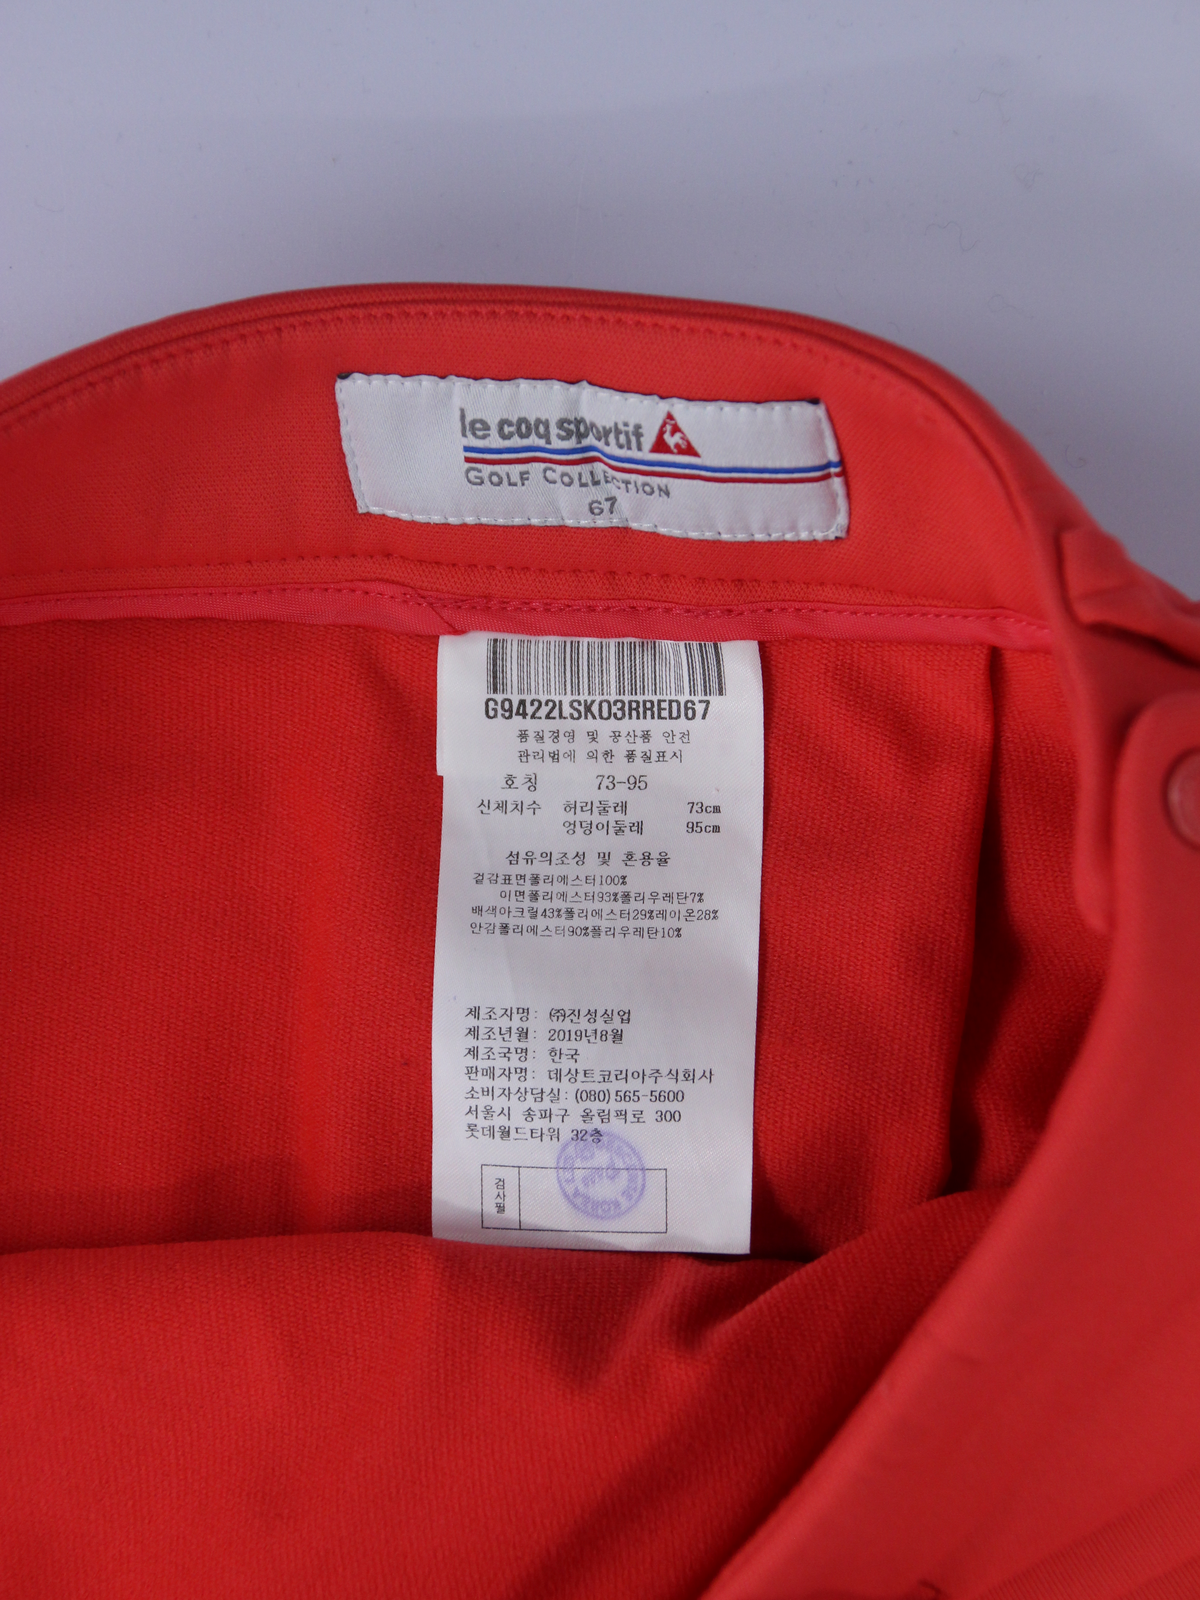 le coq sportif
GOLF COLLECTION
67
G9422LSK03RRED67
품질경영 및 공산품 안전
관리법에 의한 품질표시
호칭 73-95
신체치수 허리둘레 73cm
엉덩이둘레 95cm
섬유의조성 및 혼용율
겉감표면폴리에스터100%
이면폴리에스터93%폴리우레탄7%
배색아크릴43%폴리에스터29%레이온28%
안감폴리에스터90%폴리우레탄10%
제조자명: ㈜진성실업
제조년월: 2019년8월
제조국명: 한국
판매자명: 데상트코리아주식회사
소비자상담실: (080)565-5600
서울시 송파구 올림픽로 300
롯데월드타워 32층
검사필
KOREA